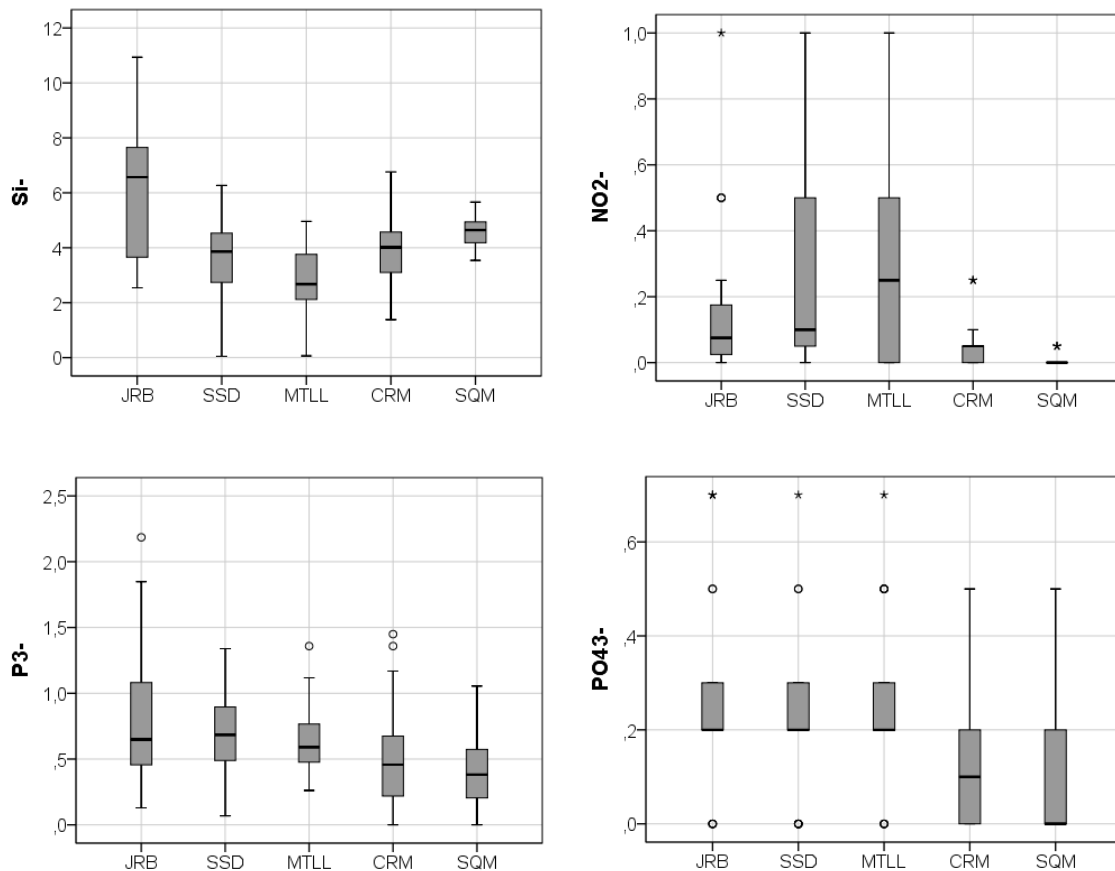 Si-
12
10
8
6
4
2
0
JRB SSD MTLL CRM SQM
NO2-
1,0
,8
,6
,4
,2
,0
JRB SSD MTLL CRM SQM
P3-
2,5
2,0
1,5
1,0
,5
,0
JRB SSD MTLL CRM SQM
PO43-
,6
,4
,2
,0
JRB SSD MTLL CRM SQM